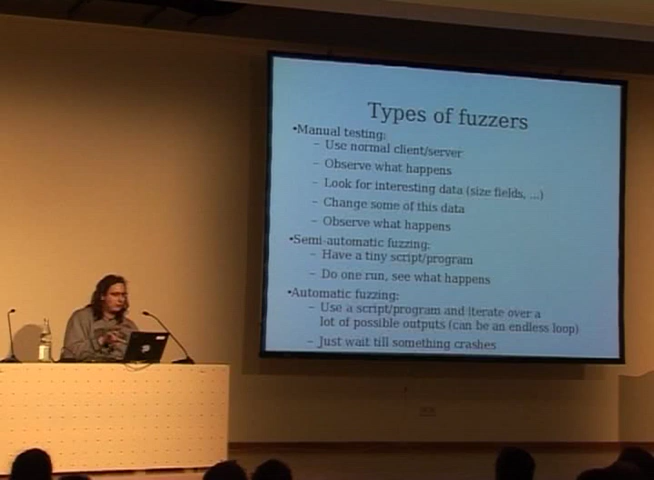 Types of fuzzers
•Manual testing:
– Use normal client/server
– Observe what happens
– Look for interesting data (size fields, ...)
– Change some of this data
– Observe what happens
•Semi-automatic fuzzing:
– Have a tiny script/program
– Do one run, see what happens
•Automatic fuzzing:
– Use a script/program and iterate over a
lot of possible outputs (can be an endless loop)
– Just wait till something crashes